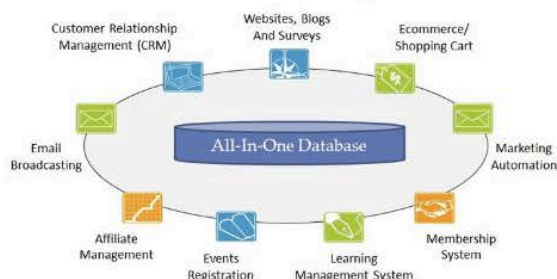 Websites, Blogs
And Surveys
Customer Relationship
Management (CRM)
Ecommerce/
Shopping Cart
Email
Broadcasting
All-In-One Database
Marketing
Automation
Affiliate
Management
Events
Registration
Learning
Management System
Membership
System